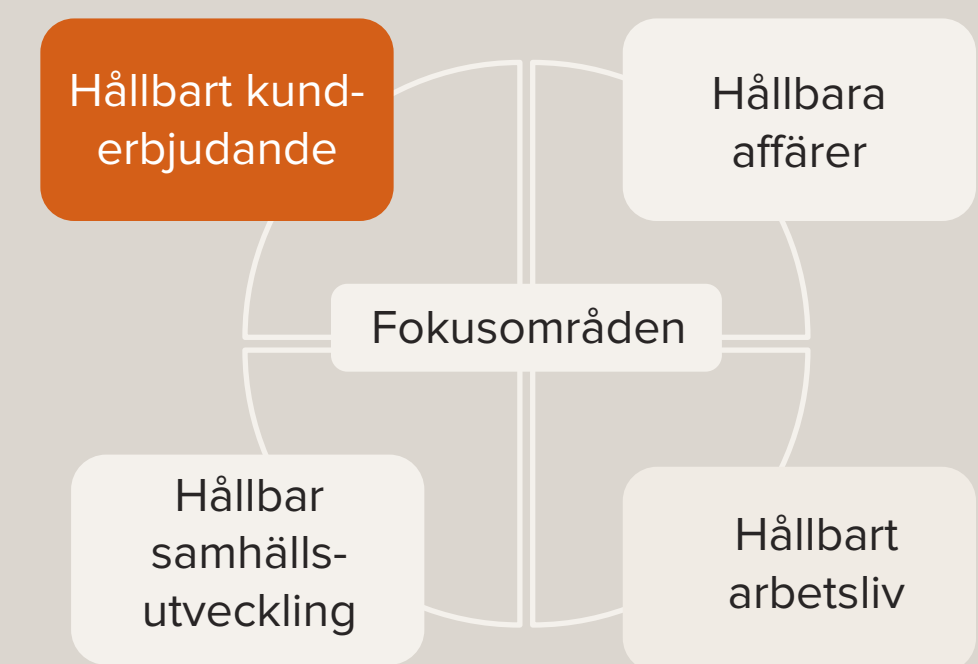 Hållbart kund-
erbjudande
Hållbara
affärer
Fokusområden
Hållbar
samhälls-
utveckling
Hållbart
arbetsliv